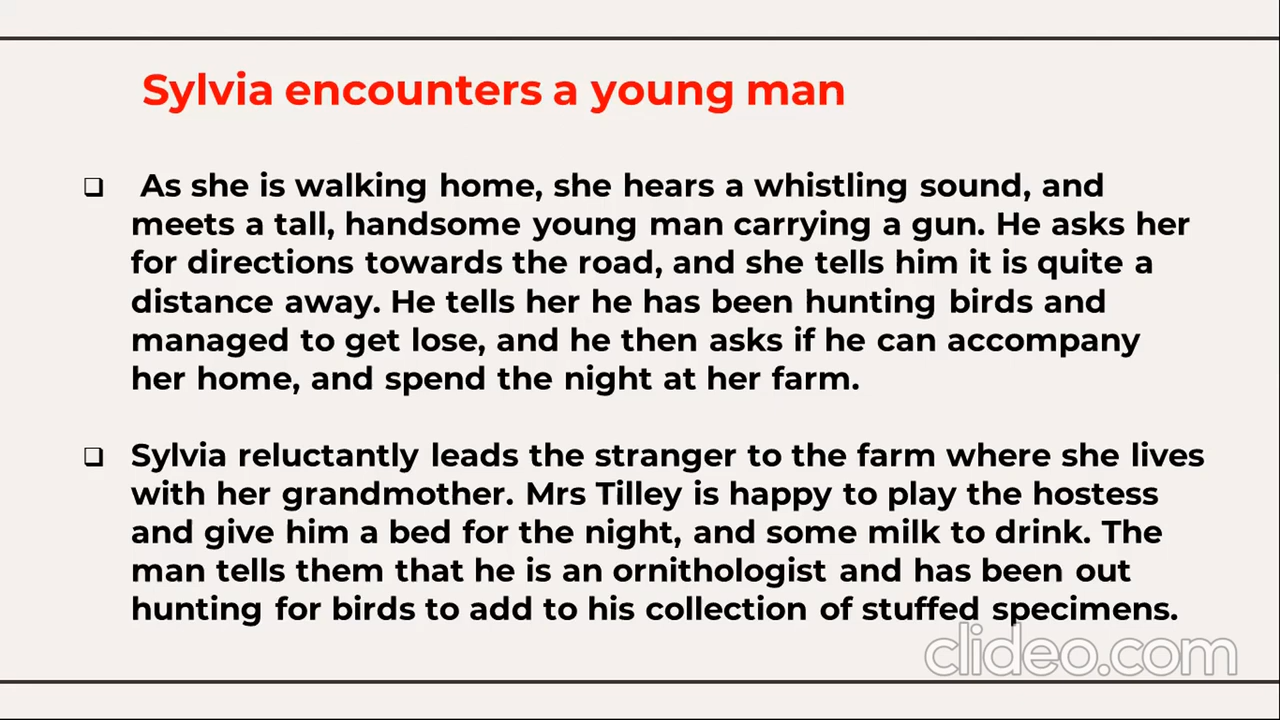 Sylvia encounters a young man
❑ As she is walking home, she hears a whistling sound, and
meets a tall, handsome young man carrying a gun. He asks her
for directions towards the road, and she tells him it is quite a
distance away. He tells her he has been hunting birds and
managed to get lose, and he then asks if he can accompany
her home, and spend the night at her farm.
❑ Sylvia reluctantly leads the stranger to the farm where she lives
with her grandmother. Mrs Tilley is happy to play the hostess
and give him a bed for the night, and some milk to drink. The
man tells them that he is an ornithologist and has been out
hunting for birds to add to his collection of stuffed specimens.
clideo.com